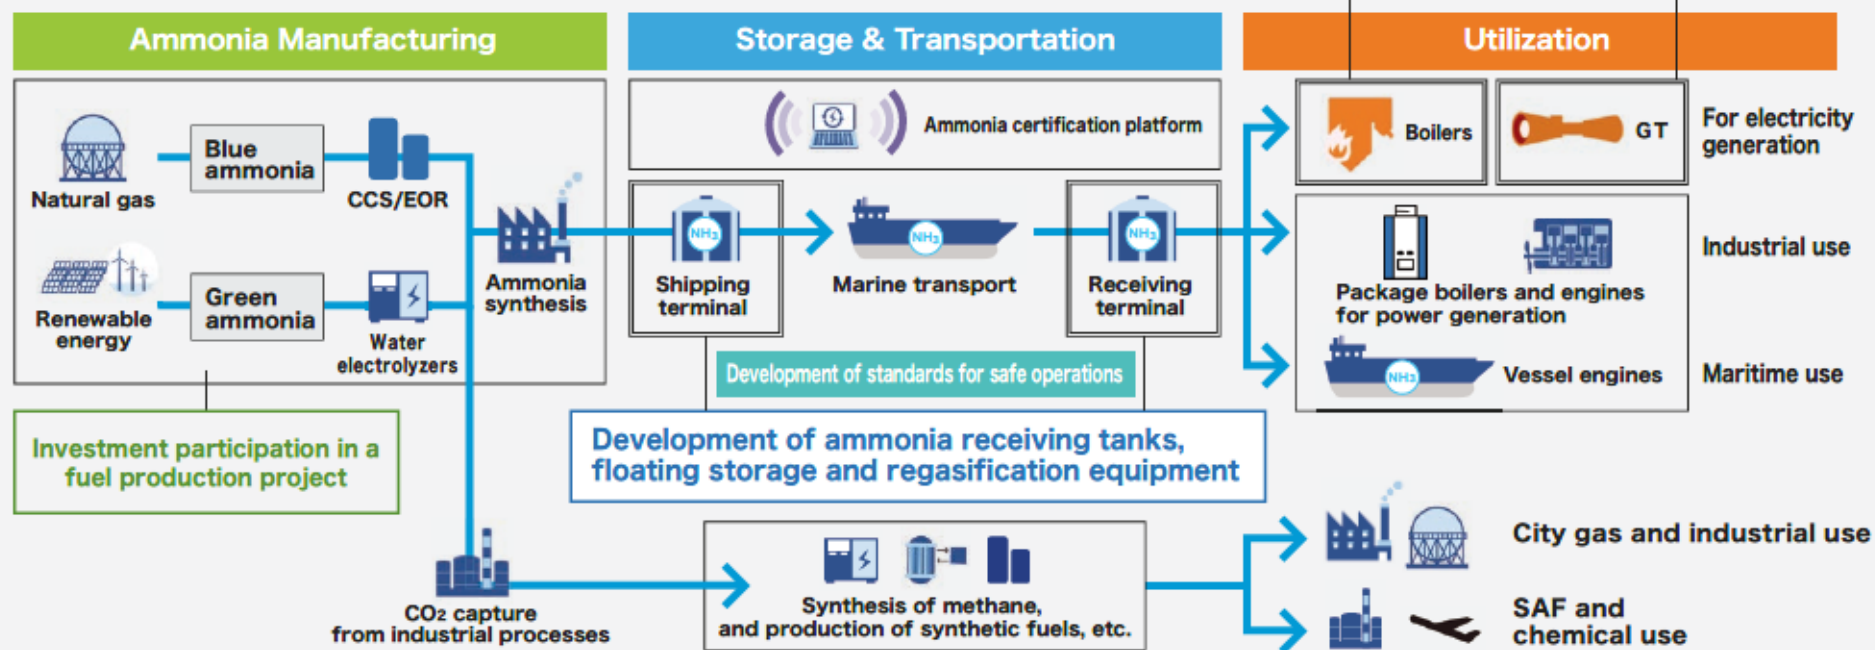 Ammonia Manufacturing
Storage & Transportation
Utilization
Natural gas
Blue
ammonia
CCS/EOR
Renewable
energy
Green
ammonia
Water
electrolyzers
Ammonia
synthesis
Investment participation in a
fuel production project
Ammonia certification platform
NH3
Shipping
terminal
NH3
Marine transport
NH3
Receiving
terminal
Development of standards for safe operations
Development of ammonia receiving tanks,
floating storage and regasification equipment
Boilers
GT
For electricity
generation
Package boilers and engines
for power generation
Industrial use
NH3
Vessel engines
Maritime use
CO2 capture
from industrial processes
Synthesis of methane,
and production of synthetic fuels, etc.
City gas and industrial use
SAF and
chemical use